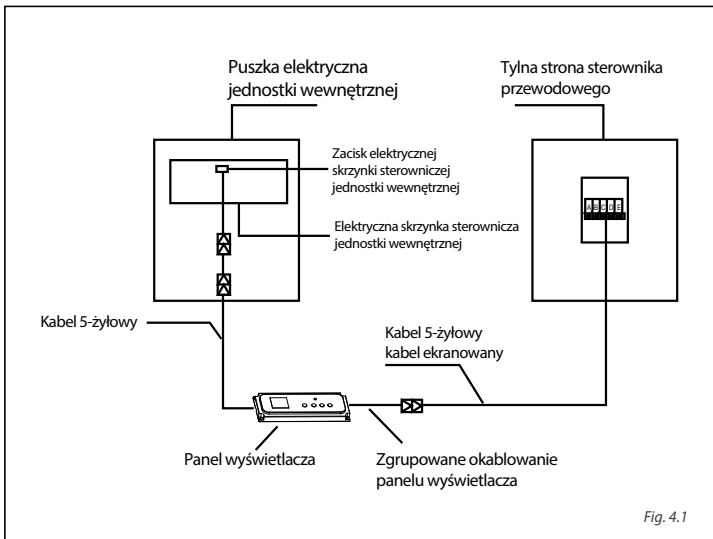 Puszka elektryczna
jednostki wewnętrznej
Tylna strona sterownika
przewodowego
Zacisk elektrycznej
skrzynki sterowniczej
jednostki wewnętrznej
A B C D E
Elektryczna skrzynka sterownicza
jednostki wewnętrznej
Kabel 5-żyłowy
Kabel 5-żyłowy
kabel ekranowany
Panel wyświetlacza
Zgrupowane okablowanie
panelu wyświetlacza
Fig. 4.1